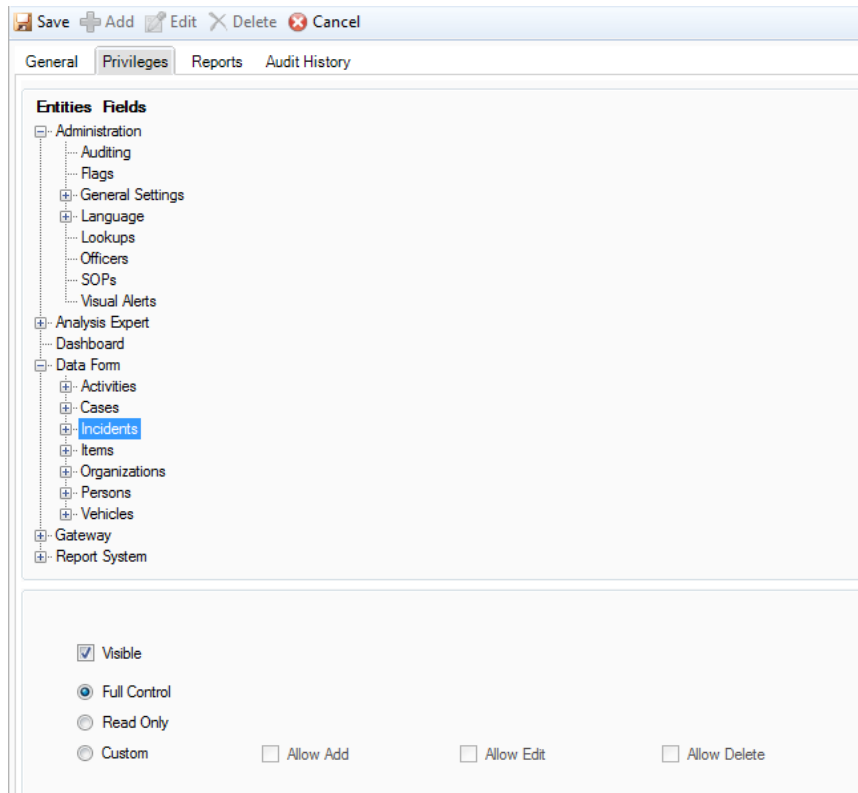 Save Add Edit Delete Cancel
General Privileges Reports Audit History
Entities Fields
Administration
Auditing
Flags
General Settings
Language
Lookups
Officers
SOPs
Visual Alerts
Analysis Expert
Dashboard
Data Form
Activities
Cases
Incidents
Items
Organizations
Persons
Vehicles
Gateway
Report System
Visible
Full Control
Read Only
Custom Allow Add Allow Edit Allow Delete